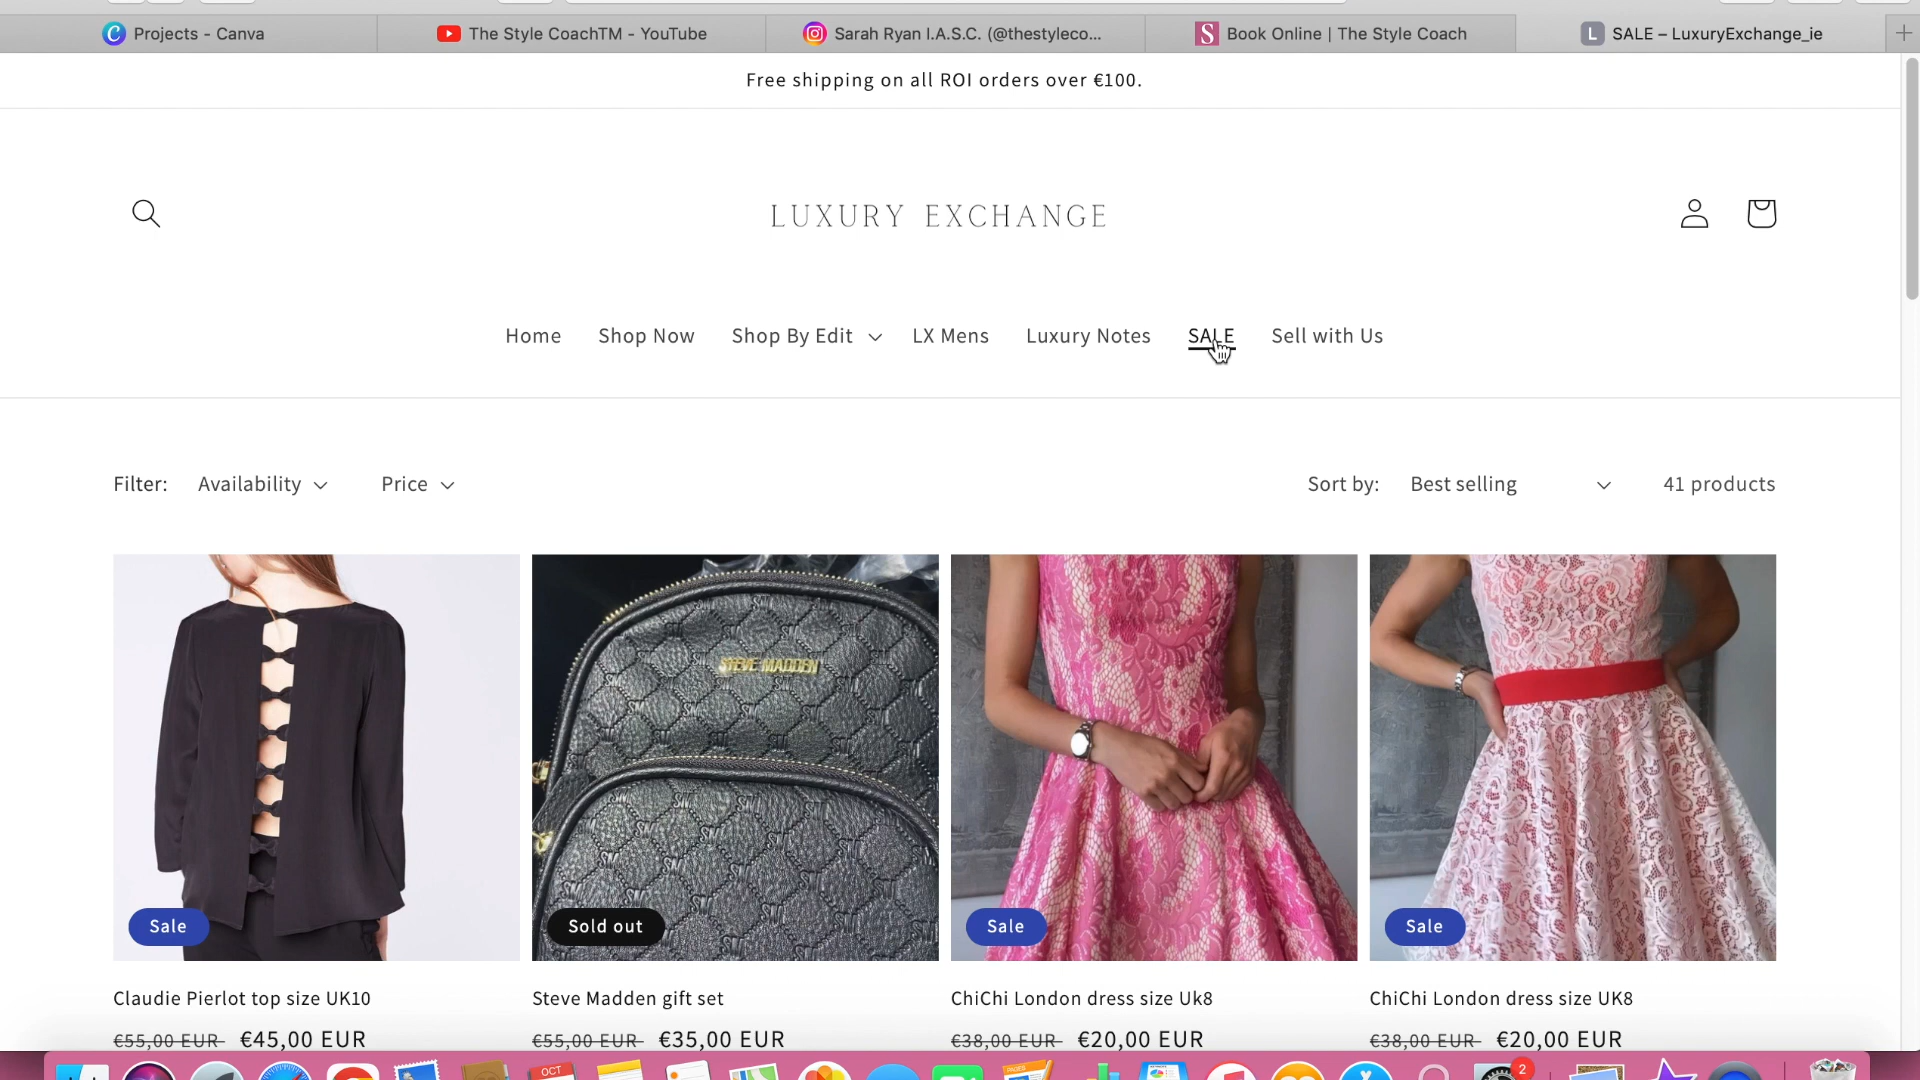 Projects - Canva
The Style CoachTM - YouTube
Sarah Ryan I.A.S.C. (@thestyleco...
S Book Online | The Style Coach
L SALE – LuxuryExchange_ie
Free shipping on all ROI orders over €100.
LUXURY EXCHANGE
Home Shop Now Shop By Edit LX Mens Luxury Notes SALE Sell with Us
Filter: Availability Price Sort by: Best selling 41 products
STEVE MADDEN
Sale
Sold out
Sale
Sale
Claudie Pierlot top size UK10
€55,00 EUR €45,00 EUR
Steve Madden gift set
€55,00 EUR €35,00 EUR
ChiChi London dress size Uk8
€38,00 EUR €20,00 EUR
ChiChi London dress size UK8
€38,00 EUR €20,00 EUR
OCT
PAGES
2